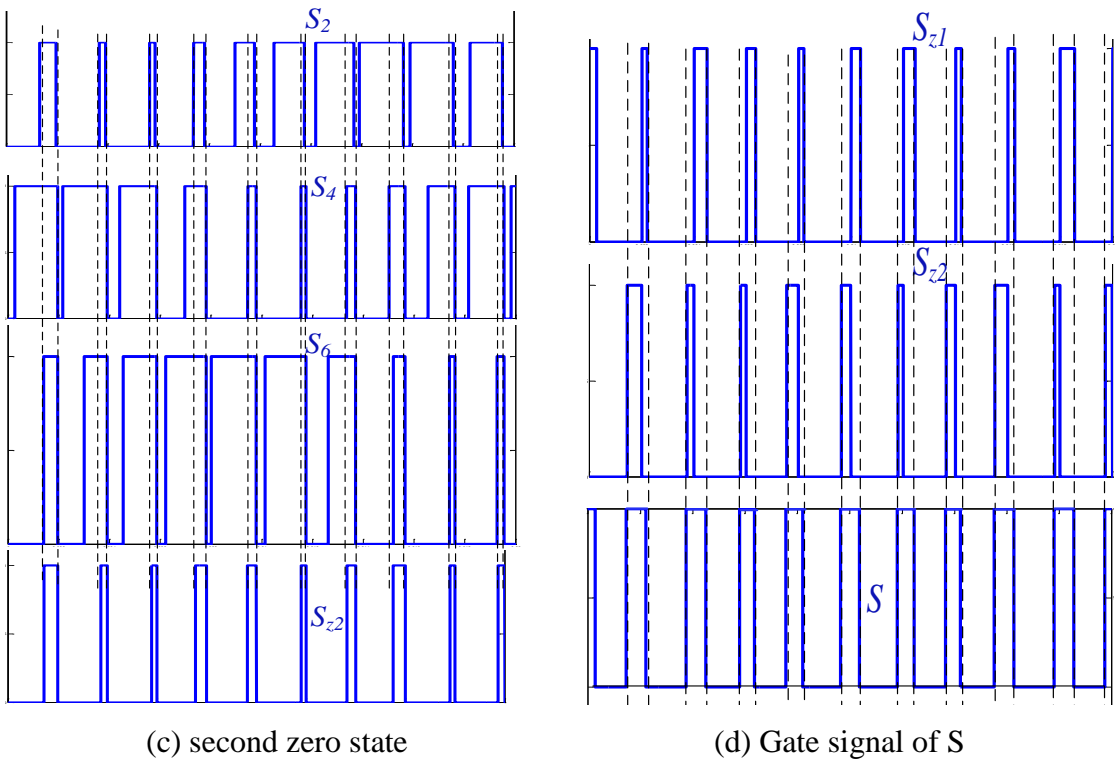 S2
S4
S6
Sz2
(c) second zero state
Sz1
Sz2
S
(d) Gate signal of S